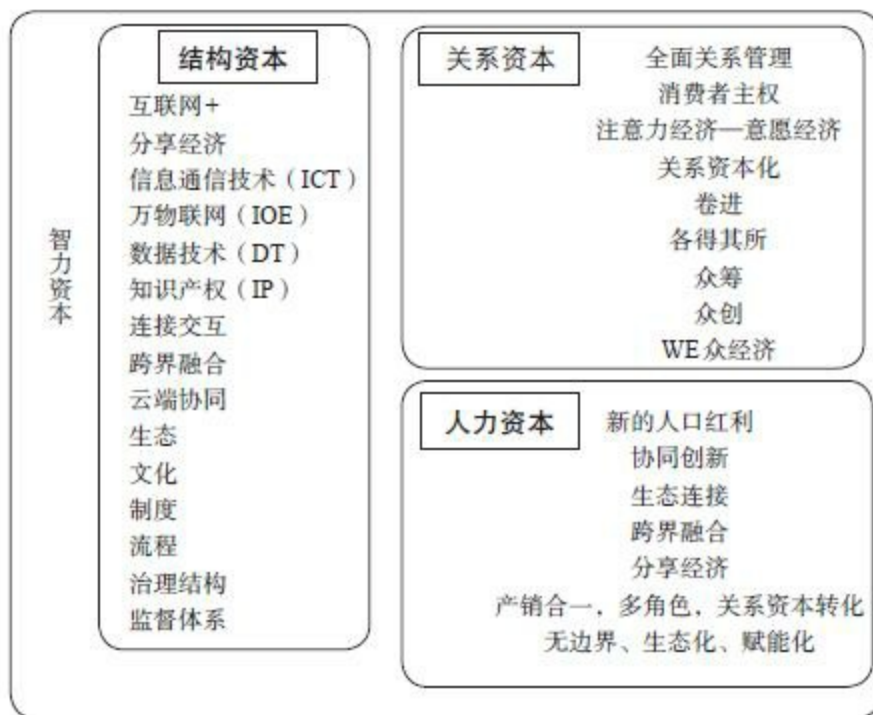 智力资本
结构资本
互联网+
分享经济
信息通信技术（ICT）
万物联网（IOE）
数据技术（DT）
知识产权（IP）
连接交互
跨界融合
云端协同
生态
文化
制度
流程
治理结构
监督体系
关系资本
全面关系管理
消费者主权
注意力经济—意愿经济
关系资本化
卷进
各得其所
众筹
众创
WE众经济
人力资本
新的人口红利
协同创新
生态连接
跨界融合
分享经济
产销合一，多角色，关系资本转化
无边界、生态化、赋能化